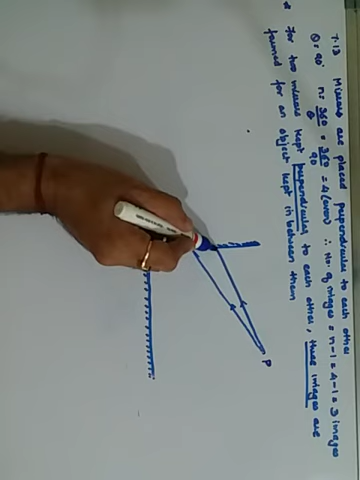 7.13 Mirrors are placed perpendicular to each other
θ = 90° n = 360/θ = 360/90 = 4 (even) ∴ No of images = n - 1 = 4 - 1 = 3 images
* For two mirrors kept perpendicular to each other, three images are
formed for an object kept in between them
P